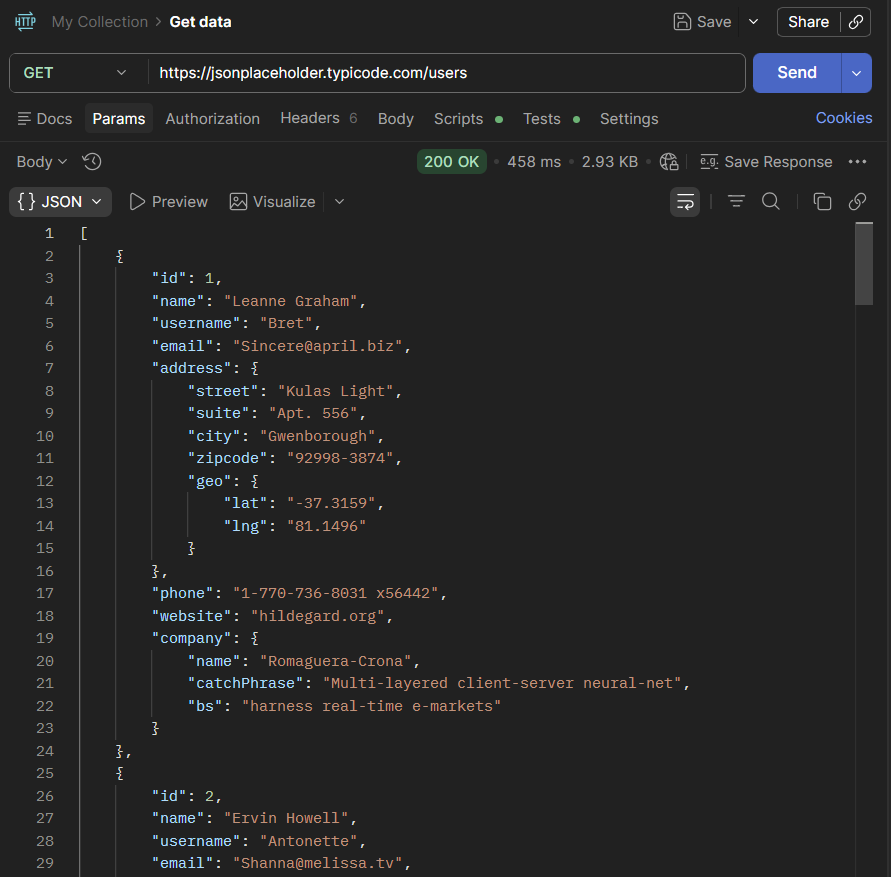 HTTP My Collection > Get data Save Share
GET https://jsonplaceholder.typicode.com/users Send
Docs Params Authorization Headers 6 Body Scripts Tests Settings Cookies
Body 200 OK • 458 ms • 2.93 KB • e.g. Save Response
{} JSON Preview Visualize
1 [
2 {
3 "id": 1,
4 "name": "Leanne Graham",
5 "username": "Bret",
6 "email": "Sincere@april.biz",
7 "address": {
8 "street": "Kulas Light",
9 "suite": "Apt. 556",
10 "city": "Gwenborough",
11 "zipcode": "92998-3874",
12 "geo": {
13 "lat": "-37.3159",
14 "lng": "81.1496"
15 }
16 },
17 "phone": "1-770-736-8031 x56442",
18 "website": "hildegard.org",
19 "company": {
20 "name": "Romaguera-Crona",
21 "catchPhrase": "Multi-layered client-server neural-net",
22 "bs": "harness real-time e-markets"
23 }
24 },
25 {
26 "id": 2,
27 "name": "Ervin Howell",
28 "username": "Antonette",
29 "email": "Shanna@melissa.tv",